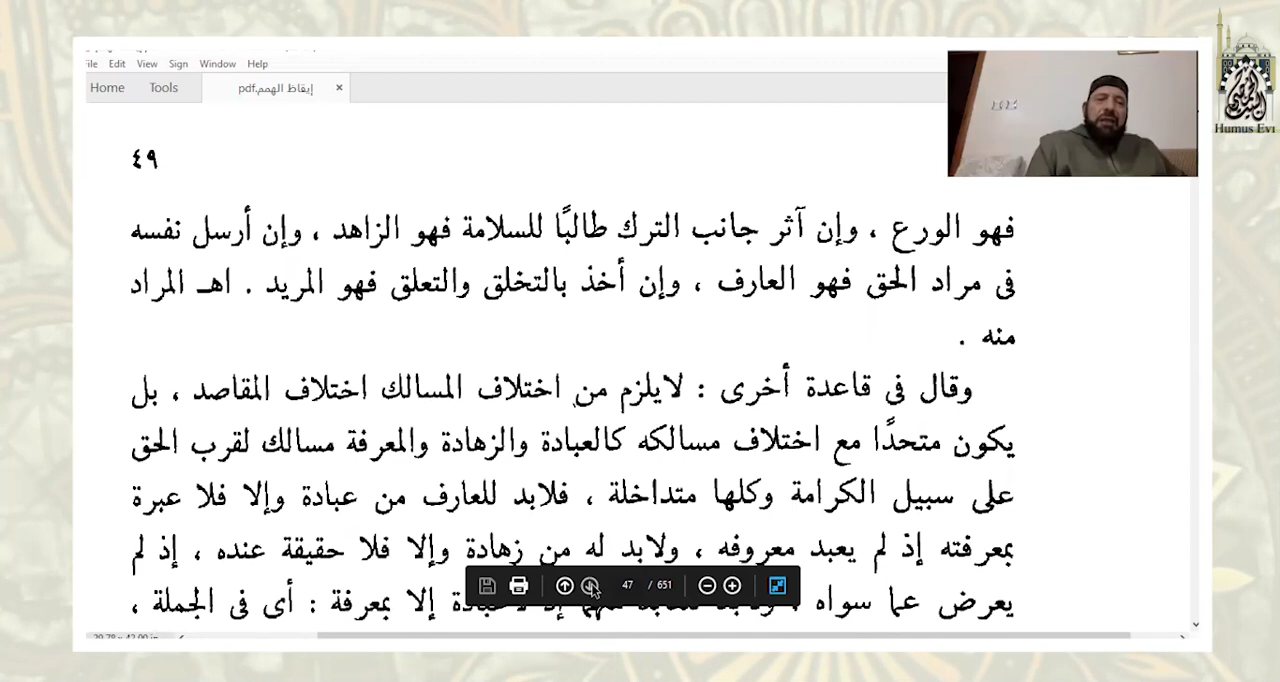 File Edit View Sign Window Help
Home Tools إيقاظ الهمم.pdf ×
٤٩
فهو الورع ، وإن آثر جانب الترك طالبًا للسلامة فهو الزاهد ، وإن أرسل نفسه
فى مراد الحق فهو العارف ، وإن أخذ بالتخلق والتعلق فهو المريد . اهـ المراد
منه .
وقال فى قاعدة أخرى : لايلزم من اختلاف المسالك اختلاف المقاصد ، بل
يكون متحدًا مع اختلاف مسالكه كالعبادة والزهادة والمعرفة مسالك لقرب الحق
على سبيل الكرامة وكلها متداخلة ، فلابد للعارف من عبادة وإلا فلا عبرة
بمعرفته إذ لم يعبد معروفه ، ولابد له من زهادة وإلا فلا حقيقة عنده ، إذ لم
يعرض عما سواه ، إلا بمعرفة : أى فى الجملة ،
47 / 651
29.78 x 42.00 in
Humus Evi